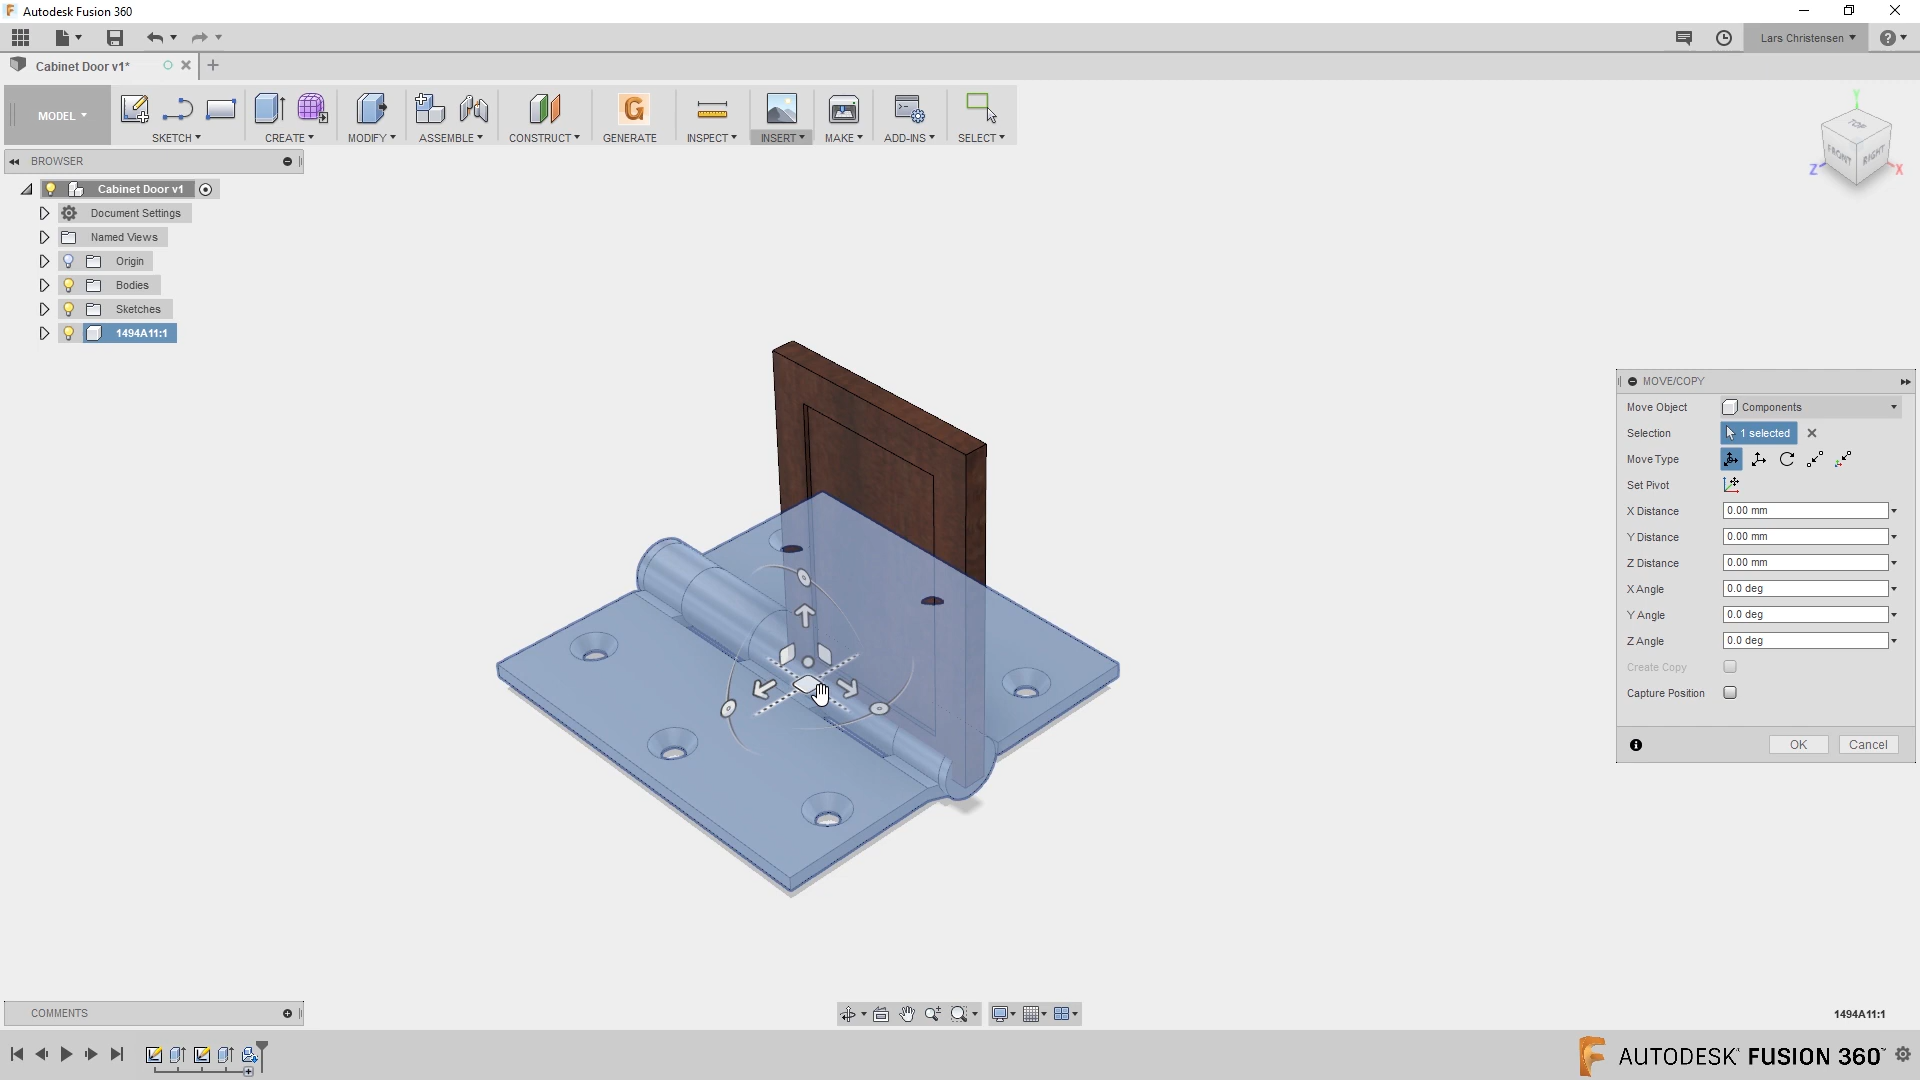 Autodesk Fusion 360
Lars Christensen
Cabinet Door v1*
MODEL
SKETCH
CREATE
MODIFY
ASSEMBLE
CONSTRUCT
GENERATE
INSPECT
INSERT
MAKE
ADD-INS
SELECT
BROWSER
Cabinet Door v1
Document Settings
Named Views
Origin
Bodies
Sketches
1494A11:1
Y
TOP
FRONT
RIGHT
Z
X
MOVE/COPY
Move Object Components
Selection 1 selected
Move Type
Set Pivot
X Distance 0.00 mm
Y Distance 0.00 mm
Z Distance 0.00 mm
X Angle 0.0 deg
Y Angle 0.0 deg
Z Angle 0.0 deg
Create Copy
Capture Position
OK Cancel
COMMENTS
1494A11:1
AUTODESK FUSION 360